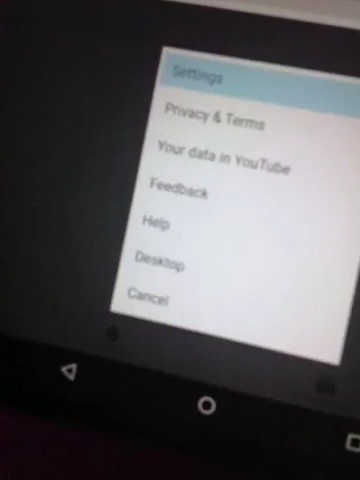 Settings
Privacy & Terms
Your data in YouTube
Feedback
Help
Desktop
Cancel